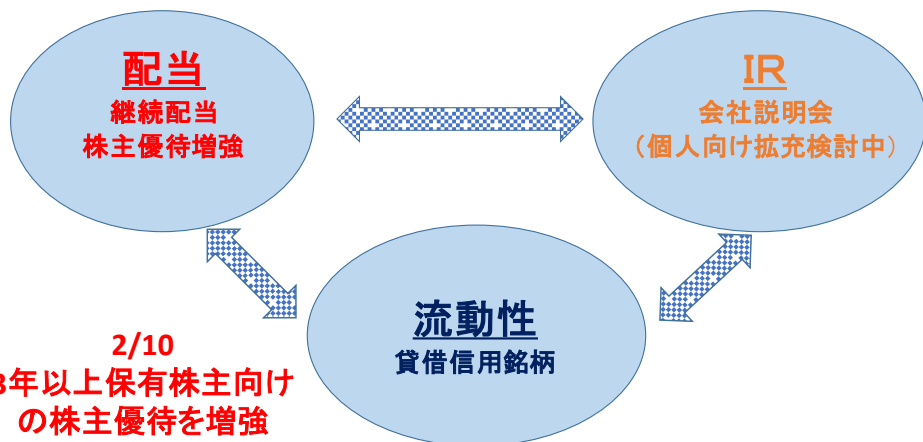 配当
継続配当
株主優待増強
IR
会社説明会
（個人向け拡充検討中）
流動性
貸借信用銘柄
2/10
3年以上保有株主向け
の株主優待を増強